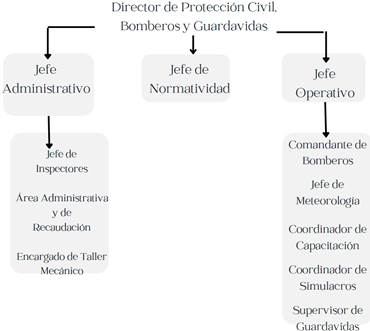 Director de Protección Civil,
Bomberos y Guardavidas
Jefe
Administrativo
Jefe de
Normatividad
Jefe
Operativo
Jefe de
Inspectores
Área Administrativa
y de
Recaudación
Encargado de Taller
Mecánico
Comandante de
Bomberos
Jefe de
Meteorología
Coordinador de
Capacitación
Coordinador de
Simulacros
Supervisor de
Guardavidas